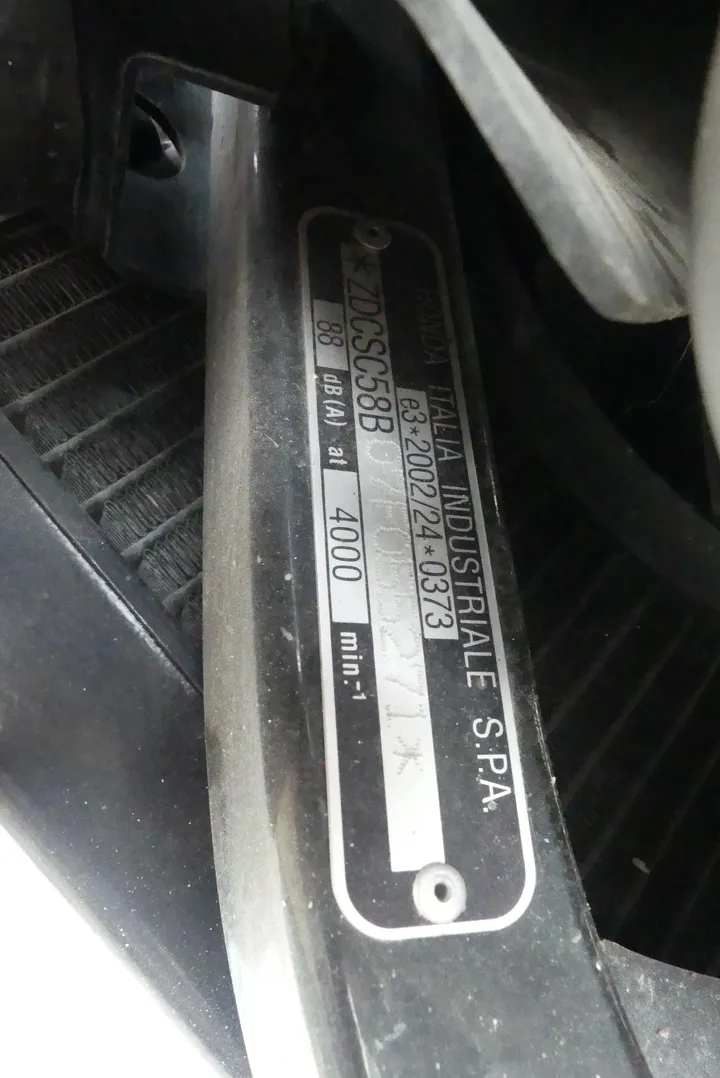 HONDA ITALIA INDUSTRIALE S.P.A.
e3*2002/24*0373
*ZDCSC58B
88 dB(A) at 4000 min.⁻¹